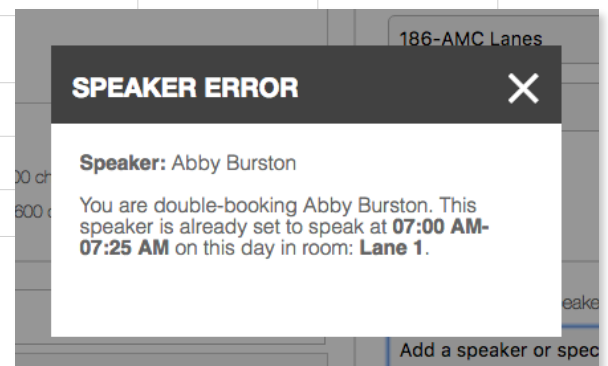 186-AMC Lanes
SPEAKER ERROR
Speaker: Abby Burston
You are double-booking Abby Burston. This
speaker is already set to speak at 07:00 AM-
07:25 AM on this day in room: Lane 1.
600
Add a speaker or